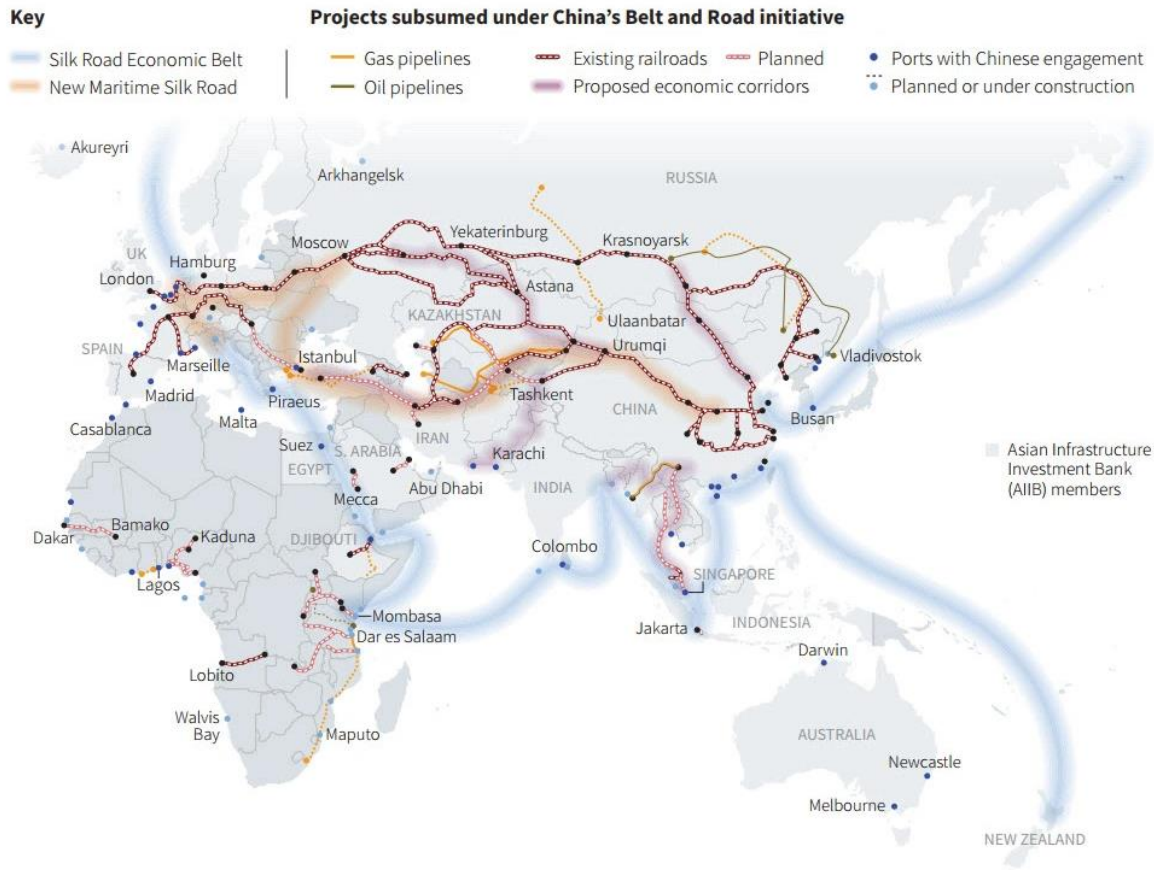 Key
Projects subsumed under China's Belt and Road initiative
Silk Road Economic Belt
New Maritime Silk Road
Gas pipelines
Oil pipelines
Existing railroads
Planned
Proposed economic corridors
Ports with Chinese engagement
Planned or under construction
Akureyri
Arkhangelsk
RUSSIA
Yekaterinburg
Krasnoyarsk
Moscow
UK
Hamburg
London
Astana
KAZAKHSTAN
Ulaanbatar
Urumqi
SPAIN
Marseille
Istanbul
Vladivostok
Madrid
Piraeus
Tashkent
CHINA
Busan
Casablanca
Malta
Suez
S. ARABIA
IRAN
Karachi
EGYPT
Abu Dhabi
INDIA
Mecca
Asian Infrastructure
Investment Bank
(AIIB) members
Dakar
Bamako
Kaduna
DJIBOUTI
Colombo
Lagos
SINGAPORE
Mombasa
Dar es Salaam
Jakarta
INDONESIA
Darwin
Lobito
Walvis
Bay
Maputo
AUSTRALIA
Newcastle
Melbourne
NEW ZEALAND